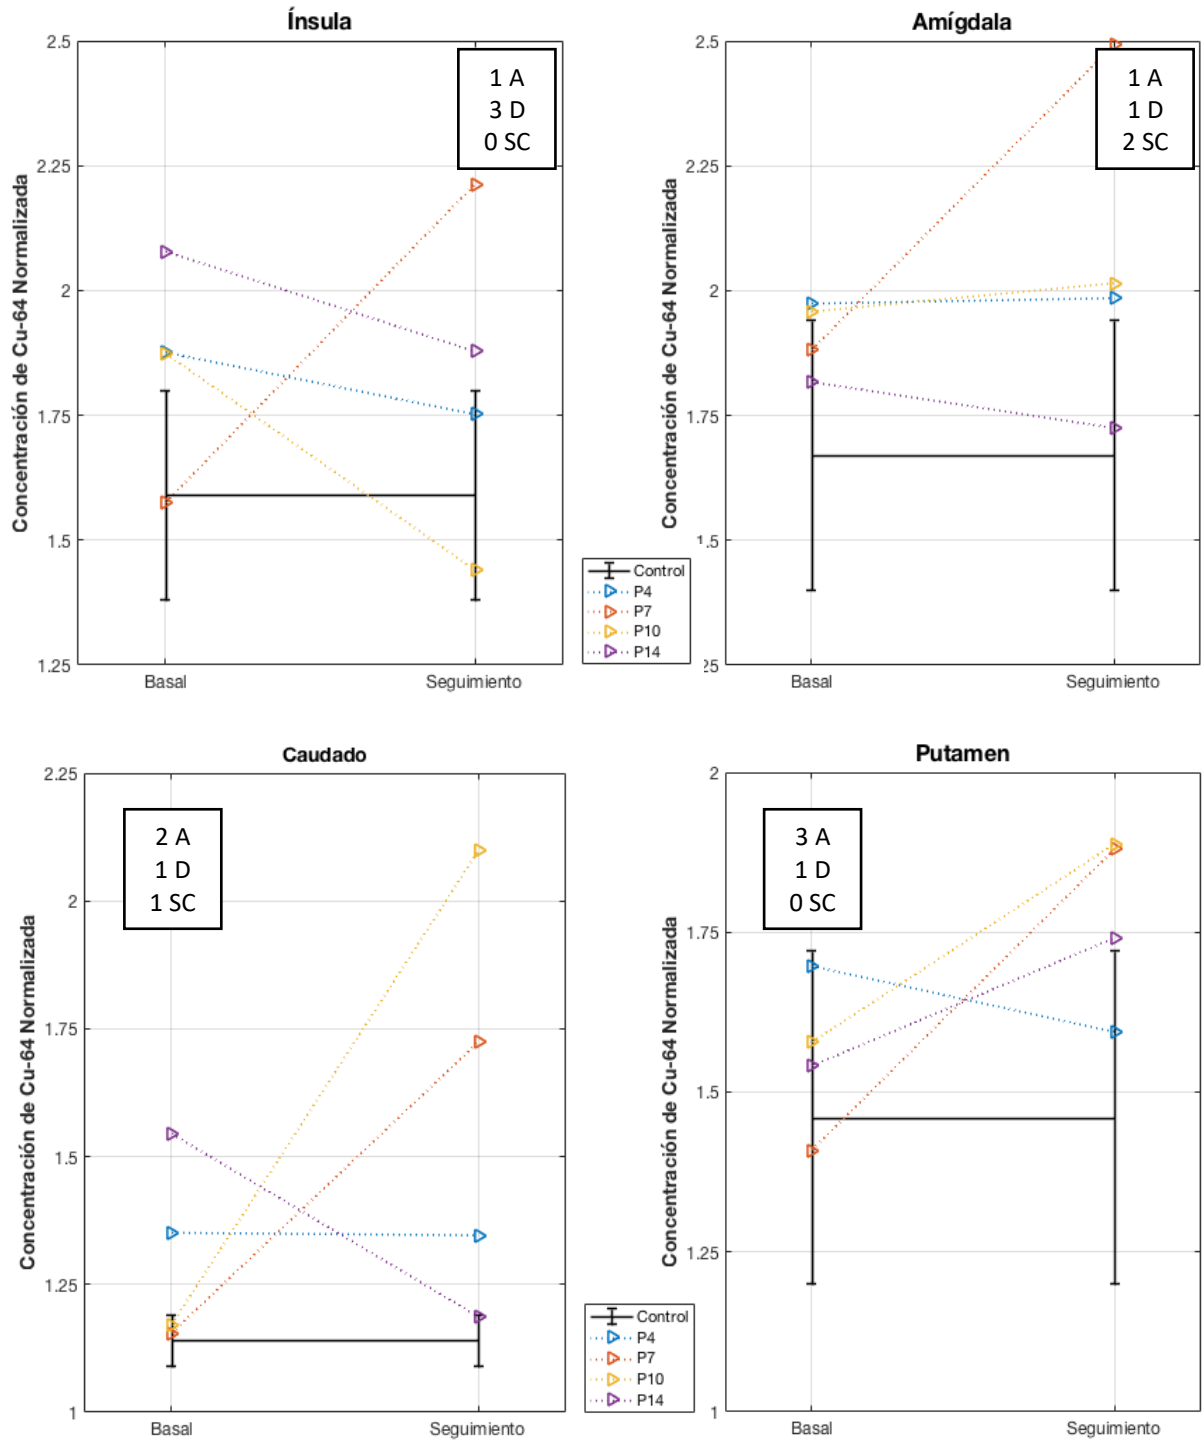 Ínsula
Concentración de Cu-64 Normalizada
2.5
2.25
2
1.75
1.5
1.25
1 A
3 D
0 SC
Basal
Seguimiento
Amígdala
Concentración de Cu-64 Normalizada
2.5
2.25
2
1.75
1.5
25
1 A
1 D
2 SC
Basal
Seguimiento
Control
P4
P7
P10
P14
Caudado
Concentración de Cu-64 Normalizada
2.25
2
1.75
1.5
1.25
1
2 A
1 D
1 SC
Basal
Seguimiento
Putamen
Concentración de Cu-64 Normalizada
2
1.75
1.5
1.25
1
3 A
1 D
0 SC
Basal
Seguimiento
Control
P4
P7
P10
P14